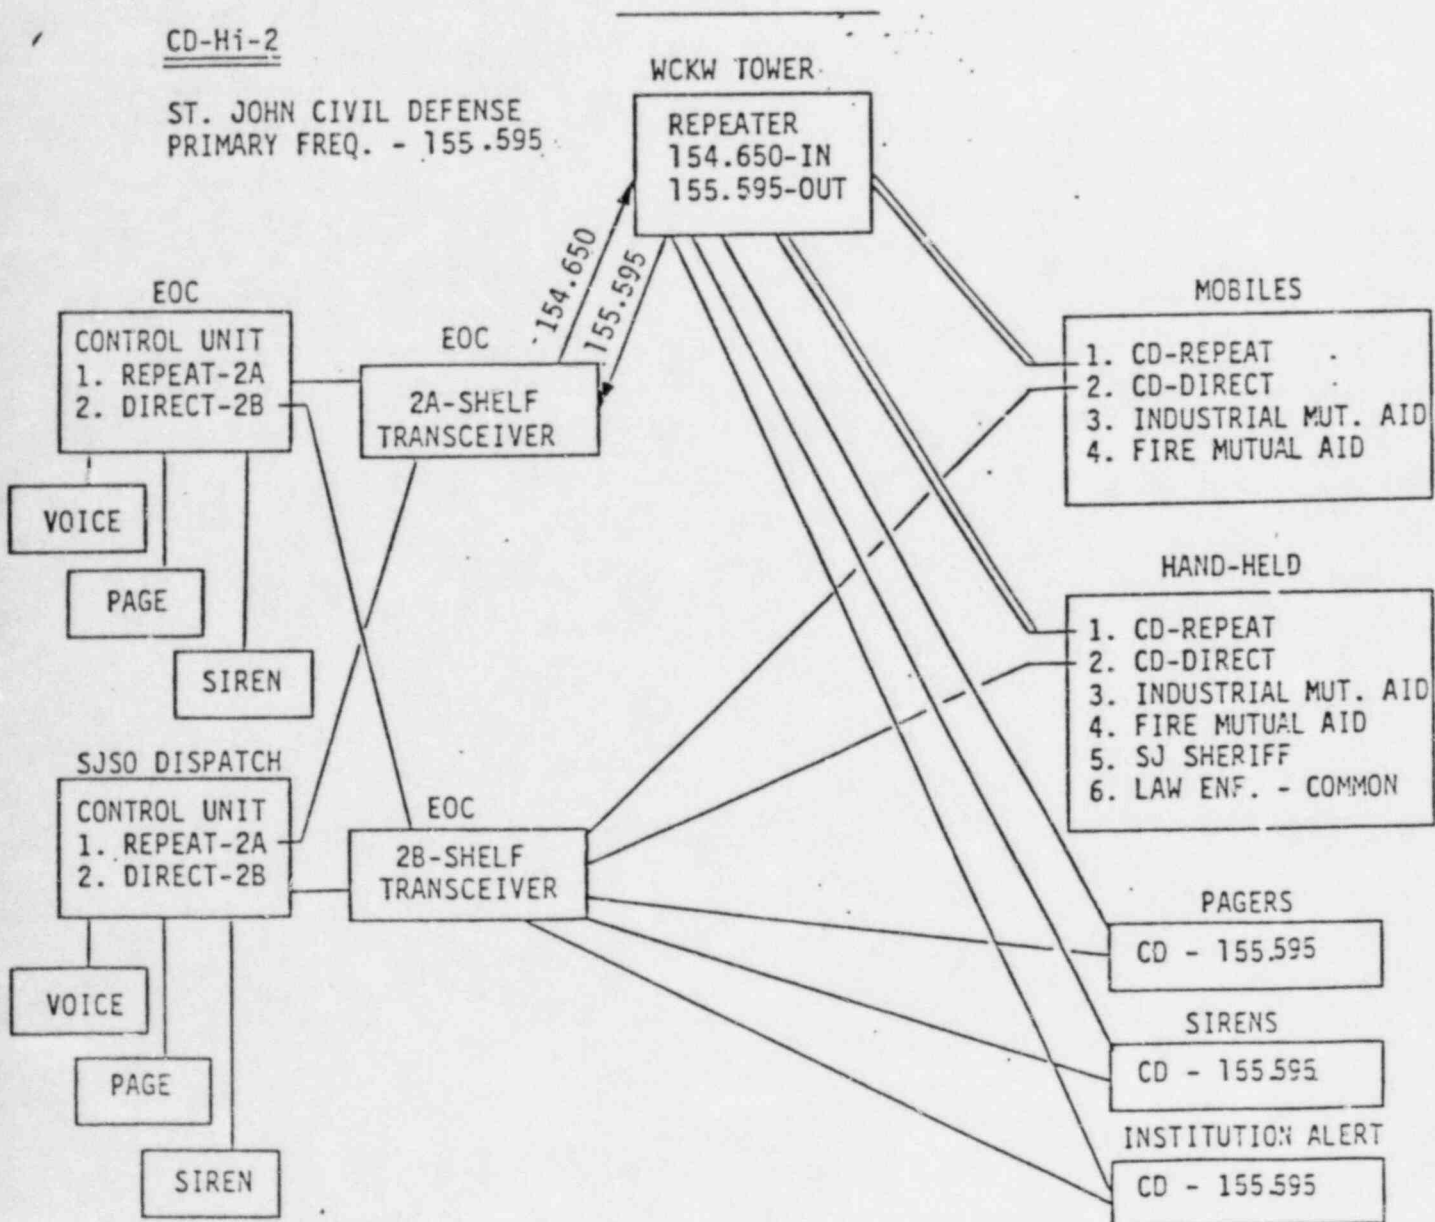 CD-Hi-2
ST. JOHN CIVIL DEFENSE
PRIMARY FREQ. - 155.595
WCKW TOWER
REPEATER
154.650-IN
155.595-OUT
154.650
155.595
EOC
CONTROL UNIT
1. REPEAT-2A
2. DIRECT-2B
VOICE
PAGE
SIREN
EOC
2A-SHELF
TRANSCEIVER
MOBILES
1. CD-REPEAT
2. CD-DIRECT
3. INDUSTRIAL MUT. AID
4. FIRE MUTUAL AID
HAND-HELD
1. CD-REPEAT
2. CD-DIRECT
3. INDUSTRIAL MUT. AID
4. FIRE MUTUAL AID
5. SJ SHERIFF
6. LAW ENF. - COMMON
SJSO DISPATCH
CONTROL UNIT
1. REPEAT-2A
2. DIRECT-2B
VOICE
PAGE
SIREN
EOC
2B-SHELF
TRANSCEIVER
PAGERS
CD - 155.595
SIRENS
CD - 155.595
INSTITUTION ALERT
CD - 155.595